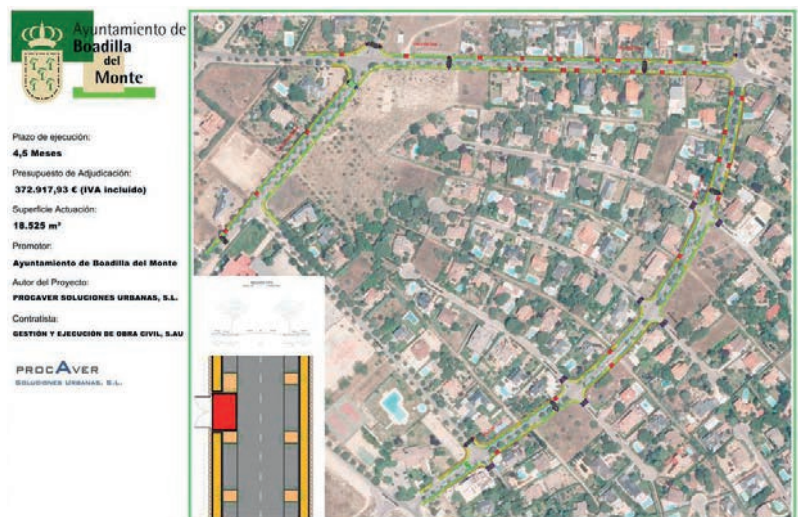 Ayuntamiento de
Boadilla
del
Monte
Plazo de ejecución:
4,5 Meses
Presupuesto de Adjudicación:
372.917,93 € (IVA incluido)
Superficie Actuación:
18.525 m²
Promotor:
Ayuntamiento de Boadilla del Monte
Autor del Proyecto:
PROCAVER SOLUCIONES URBANAS, S.L.
Contratista:
GESTIÓN Y EJECUCIÓN DE OBRA CIVIL, S.AU
PROCAVER
SOLUCIONES URBANAS, S.L.